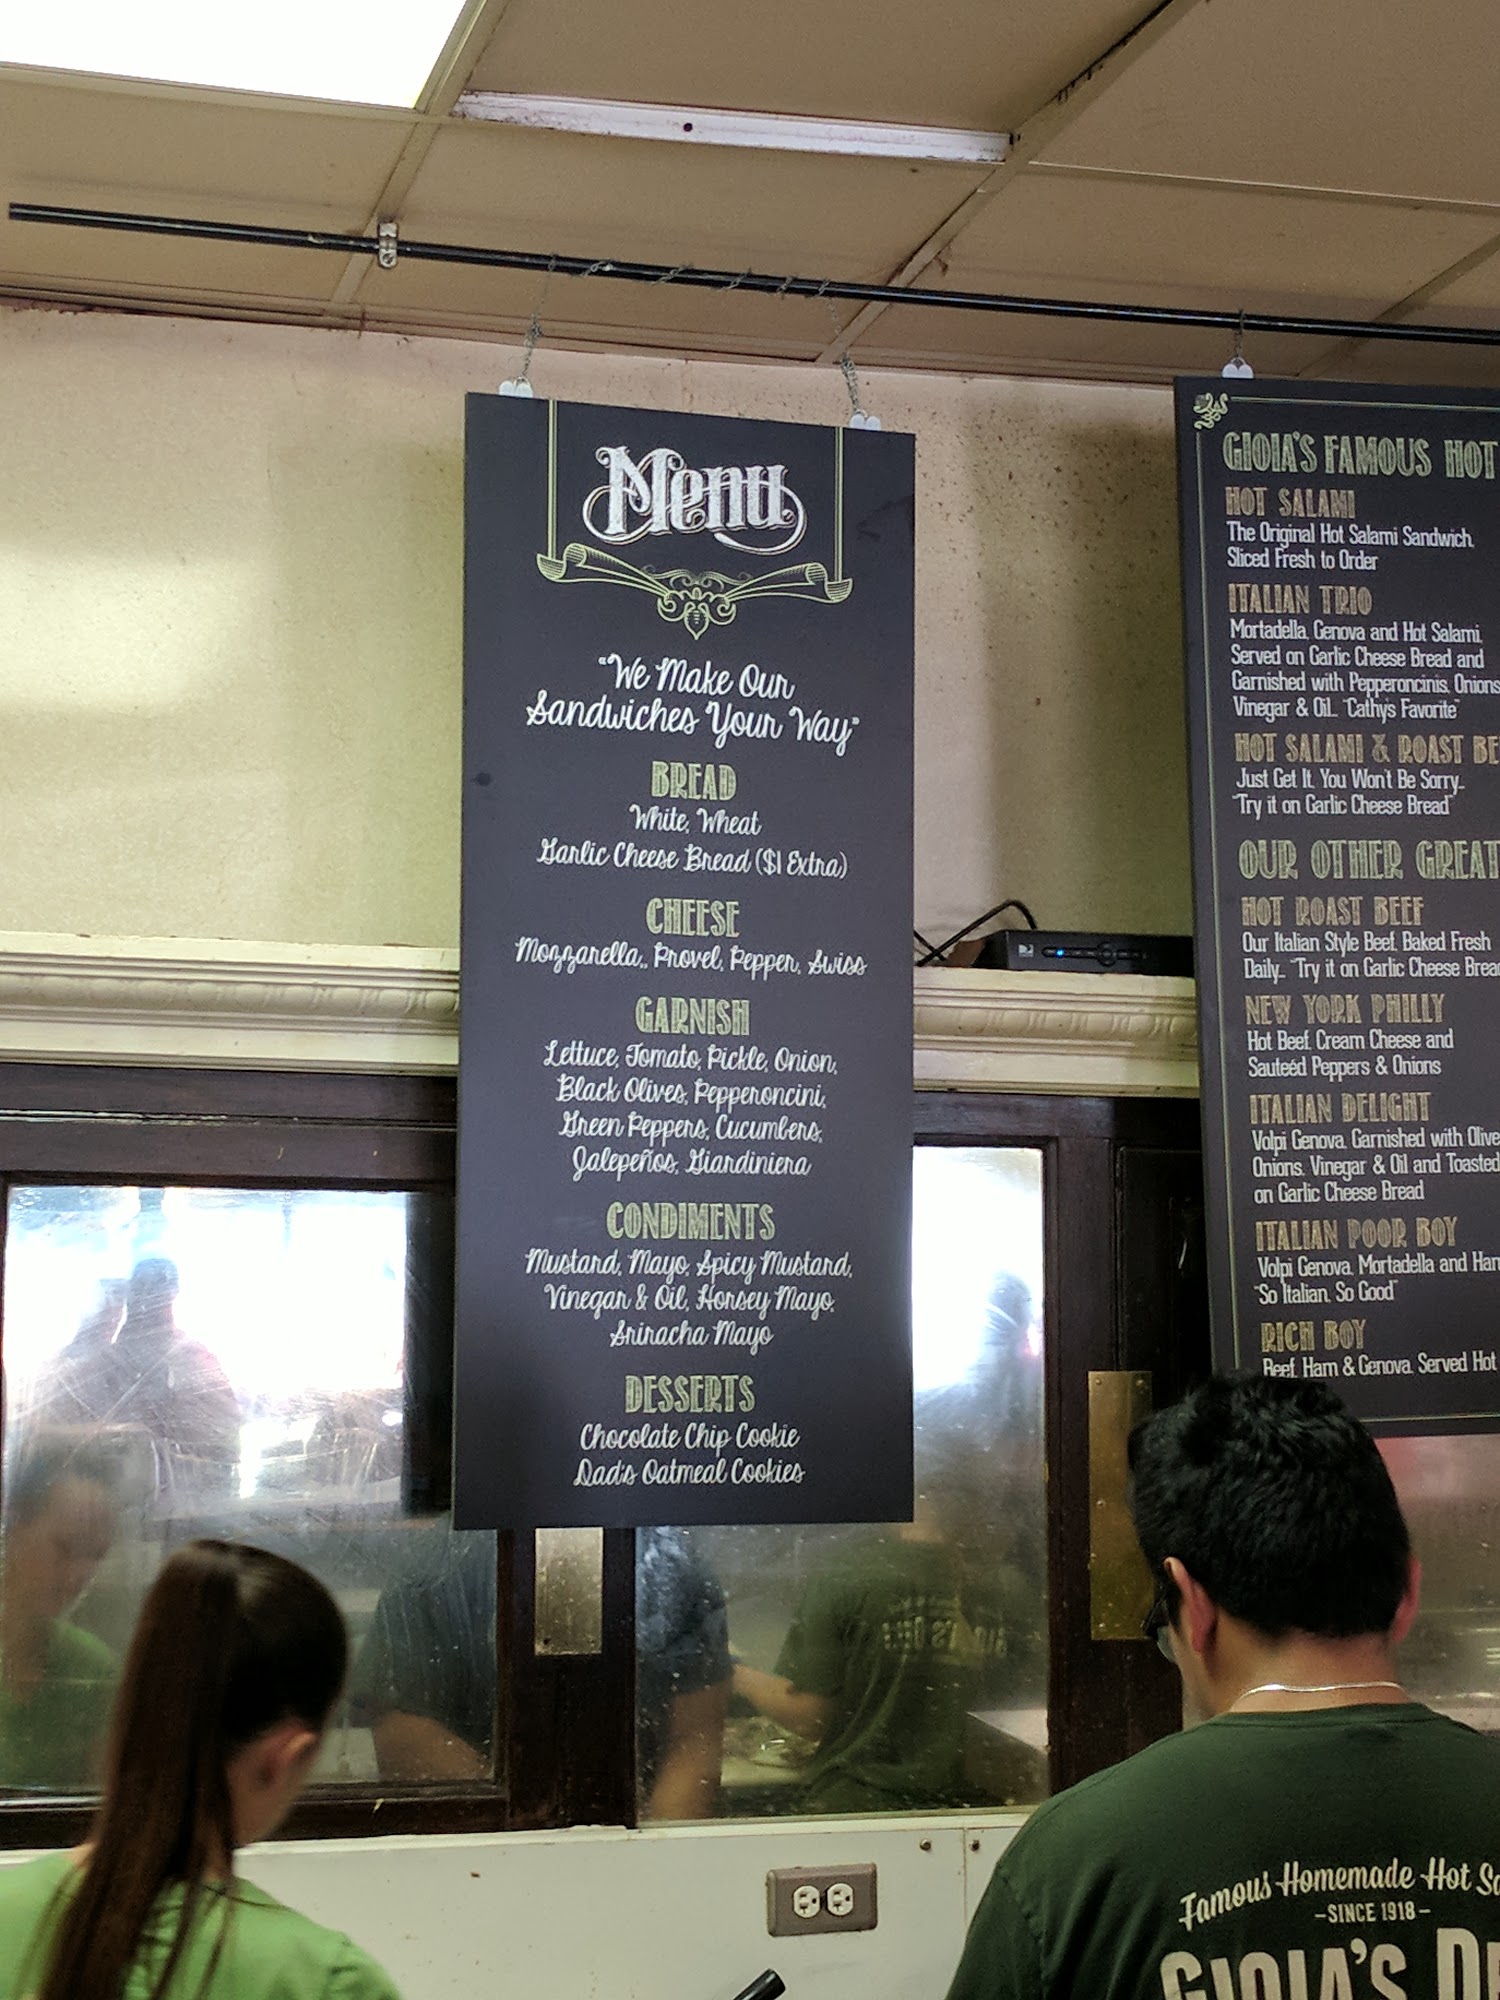 Menu
"We Make Our
Sandwiches Your Way"
BREAD
White, Wheat
Garlic Cheese Bread ($1 Extra)
CHEESE
Mozzarella,, Provel, Pepper, Swiss
GARNISH
Lettuce, Tomato, Pickle, Onion,
Black Olives, Pepperoncini,
Green Peppers, Cucumbers,
Jalepeños, Giardiniera
CONDIMENTS
Mustard, Mayo, Spicy Mustard,
Vinegar & Oil, Horsey Mayo,
Sriracha Mayo
DESSERTS
Chocolate Chip Cookie
Dad's Oatmeal Cookies
GIOIA'S FAMOUS HOT
HOT SALAMI
The Original Hot Salami Sandwich,
Sliced Fresh to Order
ITALIAN TRIO
Mortadella, Genova and Hot Salami,
Served on Garlic Cheese Bread and
Garnished with Pepperoncinis, Onions
Vinegar & Oil... "Cathy's Favorite"
HOT SALAMI & ROAST BE
Just Get It, You Won't Be Sorry...
"Try it on Garlic Cheese Bread"
OUR OTHER GREAT
HOT ROAST BEEF
Our Italian Style Beef, Baked Fresh
Daily... "Try it on Garlic Cheese Bread
NEW YORK PHILLY
Hot Beef, Cream Cheese and
Sauteéd Peppers & Onions
ITALIAN DELIGHT
Volpi Genova, Garnished with Olive
Onions, Vinegar & Oil and Toasted
on Garlic Cheese Bread
ITALIAN POOR BOY
Volpi Genova, Mortadella and Ham
"So Italian, So Good"
RICH BOY
Beef, Ham & Genova, Served Hot
Famous Homemade Hot Sa
-SINCE 1918-
GIOIA'S DE